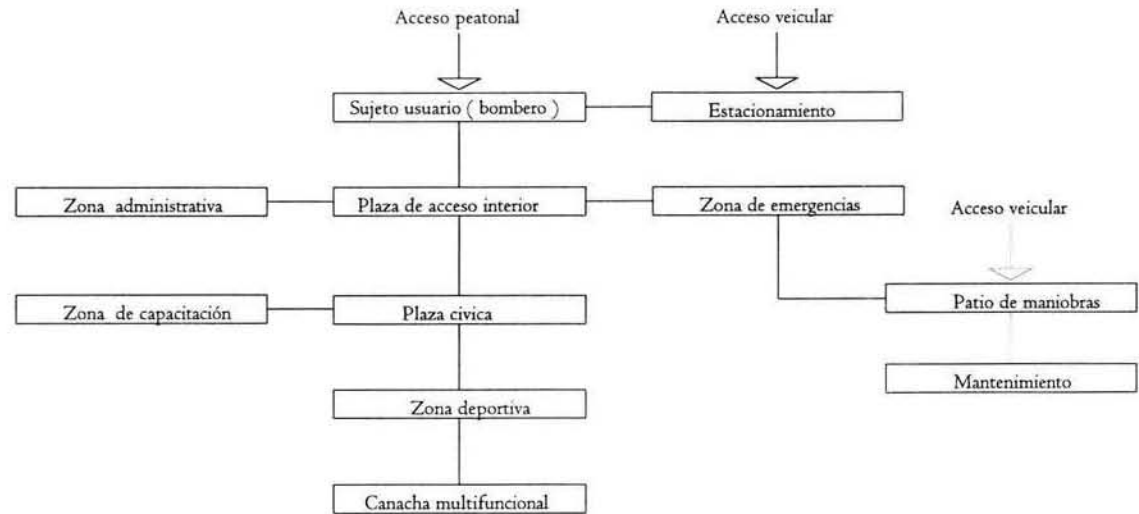 Acceso peatonal
Acceso veicular
Sujeto usuario ( bombero )
Estacionamiento
Zona administrativa
Plaza de acceso interior
Zona de emergencias
Acceso veicular
Zona de capacitación
Plaza civica
Patio de maniobras
Mantenimiento
Zona deportiva
Canacha multifuncional